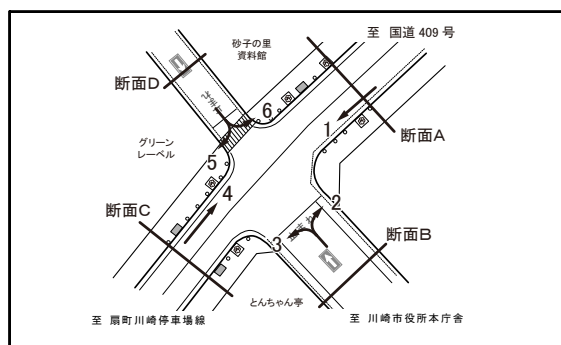 至 国道 409 号
砂子の里
資料館
断面D
断面A
グリーン
レーベル
6
1
5
2
4
断面C
3
断面B
とんちゃん亭
至 扇町川崎停車場線
至 川崎市役所本庁舎